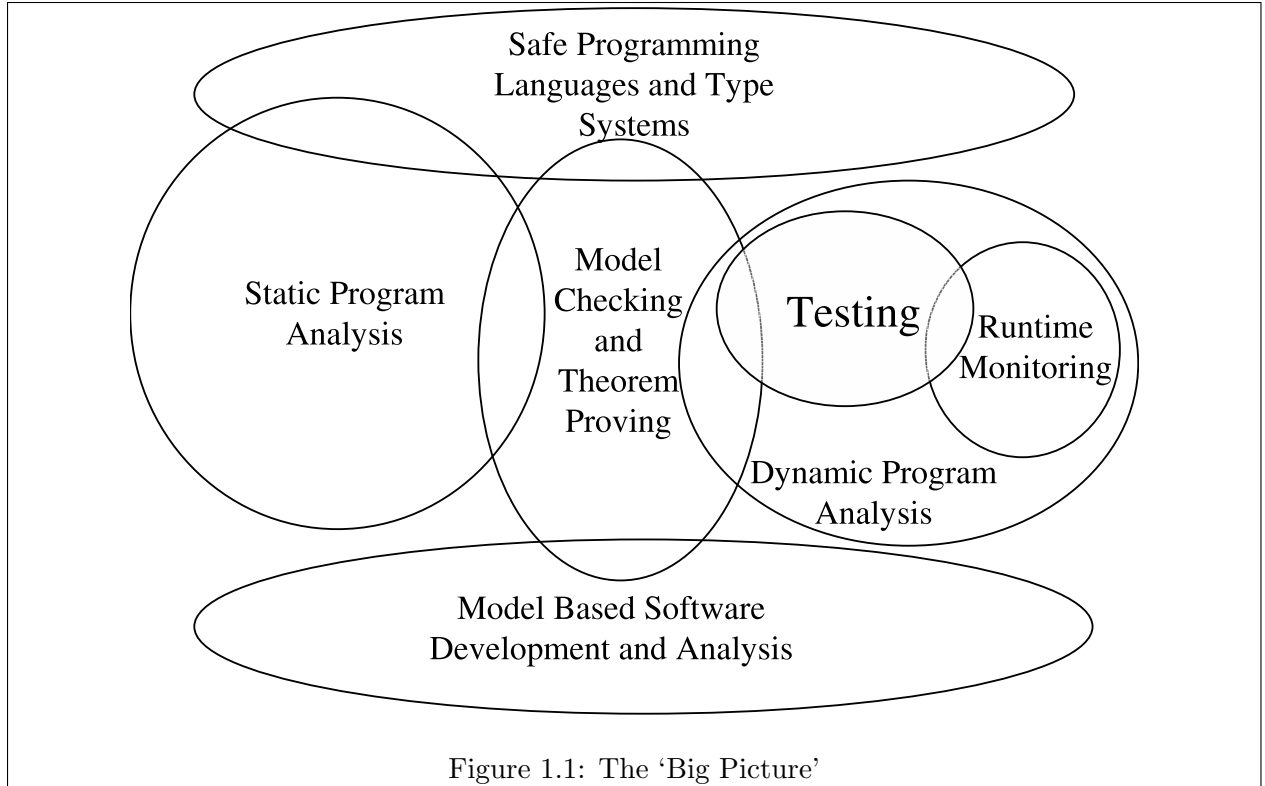 Safe Programming
Languages and Type
Systems
Static Program
Analysis
Model
Checking
and
Theorem
Proving
Testing
Runtime
Monitoring
Dynamic Program
Analysis
Model Based Software
Development and Analysis
Figure 1.1: The ‘Big Picture’